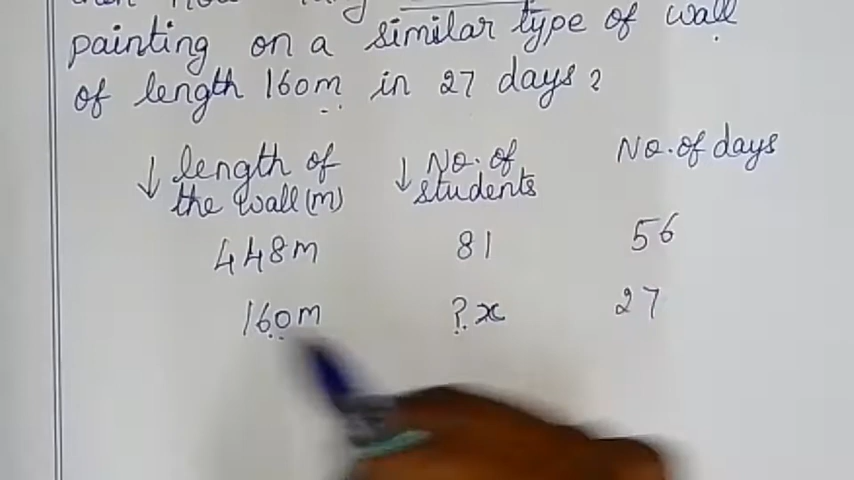 painting on a similar type of wall
of length 160m in 27 days?
↓ length of the wall (m) ↓ No. of students No. of days
448m 81 56
160m ? x 27